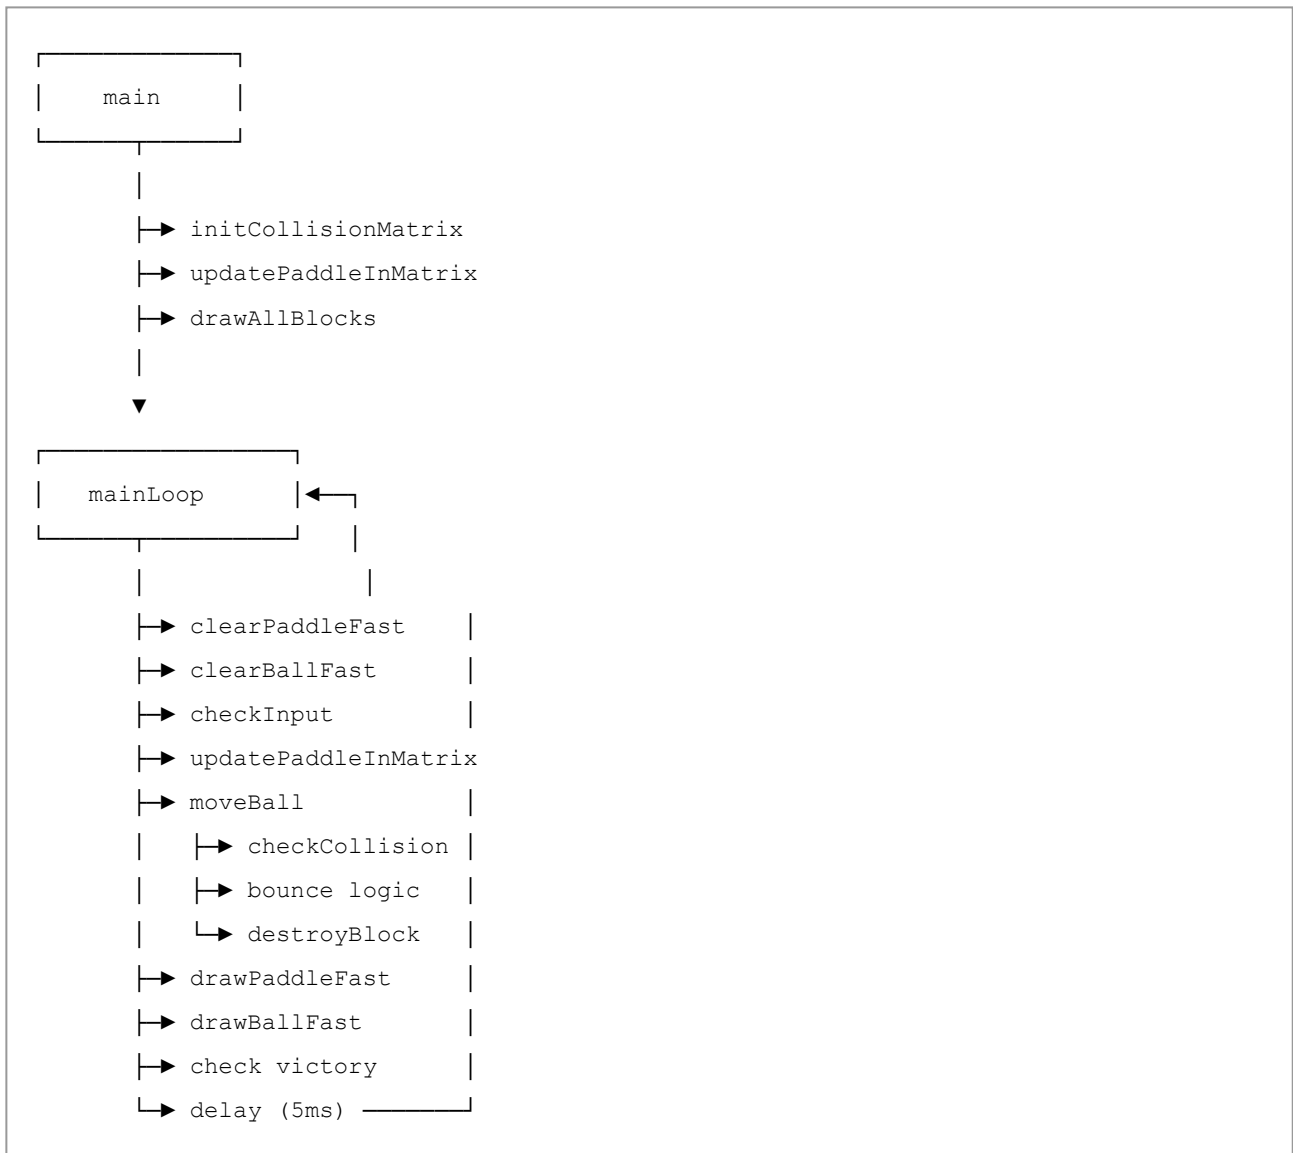 main
initCollisionMatrix
updatePaddleInMatrix
drawAllBlocks
mainLoop
clearPaddleFast
clearBallFast
checkInput
updatePaddleInMatrix
moveBall
checkCollision
bounce logic
destroyBlock
drawPaddleFast
drawBallFast
check victory
delay (5ms)